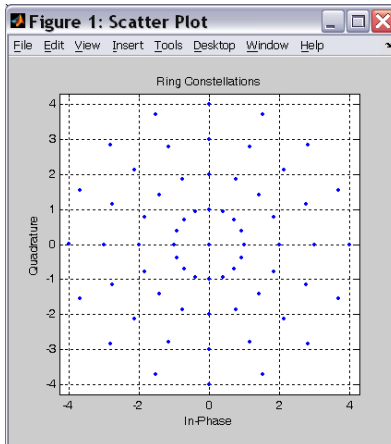 Figure 1: Scatter Plot
File Edit View Insert Tools Desktop Window Help
Ring Constellations
4
3
2
1
0
-1
-2
-3
-4
Quadrature
-4 -2 0 2 4
In-Phase